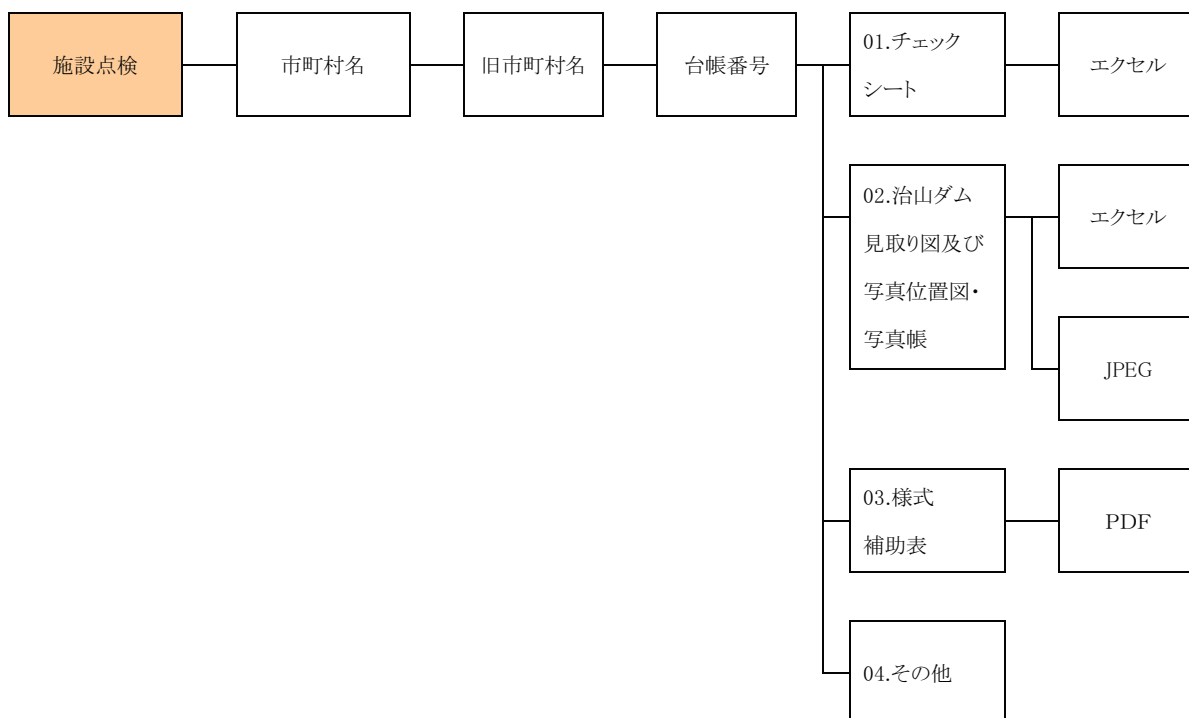 施設点検
市町村名
旧市町村名
台帳番号
01.チェック
シート
エクセル
02.治山ダム
見取り図及び
写真位置図・
写真帳
エクセル
JPEG
03.様式
補助表
PDF
04.その他